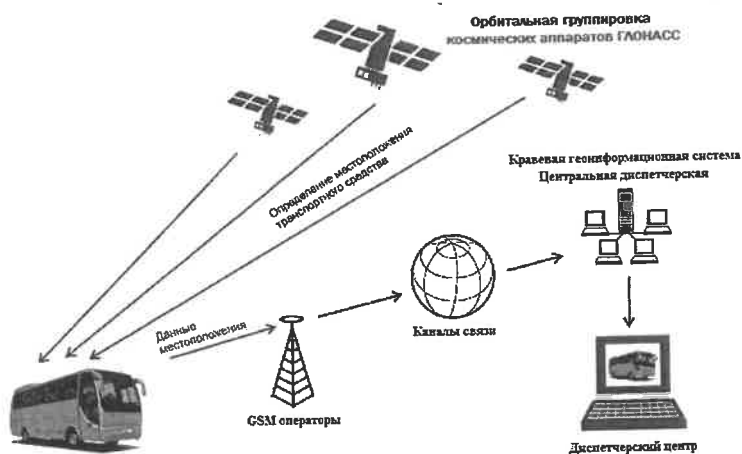 Орбитальная группировка
космических аппаратов ГЛОНАСС
Определение местоположения
транспортного средства
Краевая геоинформационная система
Центральная диспетчерская
Данные
местоположения
Каналы связи
GSM операторы
Диспетчерский центр